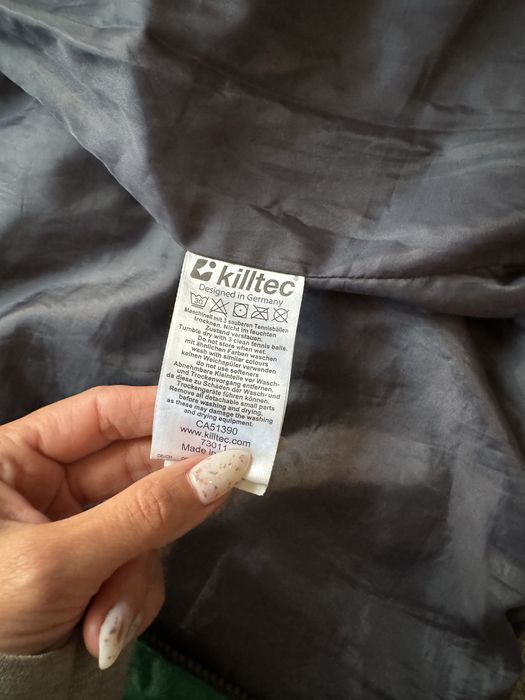 killtec
Designed in Germany
30
Maschinell mit 3 sauberen Tennisbällen
trocknen. Nicht im feuchten
Zustand verstauen.
Tumble dry with 3 clean tennis balls.
Do not store when wet.
mit ähnlichen Farben waschen
wash with similar colours
keinen Weichspüler verwenden
do not use softeners
Abnehmbare Kleinteile vor Wasch-
und Trockenvorgang entfernen,
da diese zu Schäden der Wasch- und
Trockengeräte führen können.
Remove all detachable small parts
before washing and drying,
as these may damage the washing
and drying equipment.
CA51390
www.killtec.com
73011
Made in